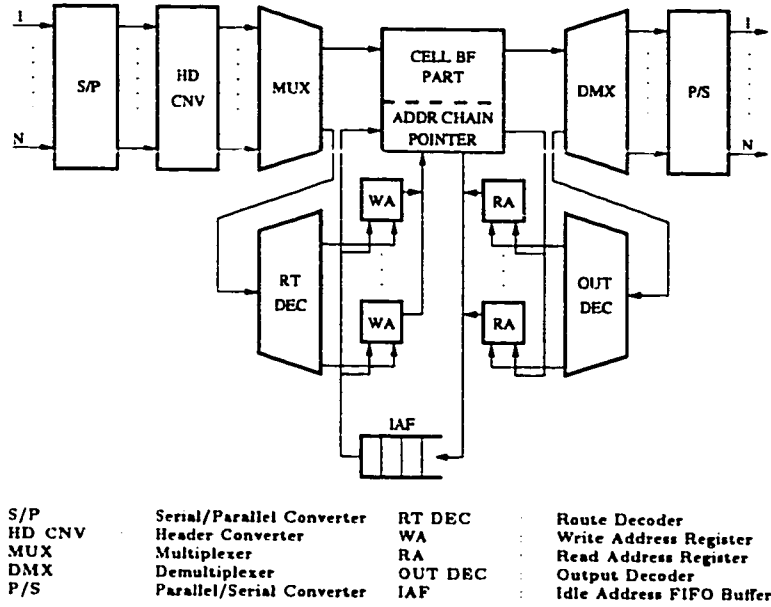 I
N
S/P
HD
CNV
MUX
CELL BF
PART
ADDR CHAIN
POINTER
DMX
P/S
I
N
WA
RA
RT
DEC
OUT
DEC
WA
RA
IAF
S/P Serial/Parallel Converter RT DEC : Route Decoder
HD CNV : Header Converter WA : Write Address Register
MUX Multiplexer RA : Read Address Register
DMX Demultiplexer OUT DEC : Output Decoder
P/S Parallel/Serial Converter IAF : Idle Address FIFO Buffer